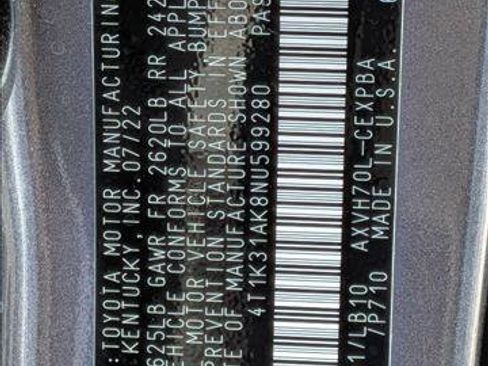 :TOYOTA MOTOR MANUFACTURIN
KENTUCKY, INC. 07/22
625LB GAWR FR 2620LB RR 242
EHICLE CONFORMS TO ALL APPL
MOTOR VEHICLE SAFETY BUMP
PREVENTION STANDARDS IN EFF
TE OF MANUFACTURE SHOWN ABO
4T1K31AK8NU599280 PAS
1/LB10 AXVH70L-CEXPBA
7P710 MADE IN U.S.A.